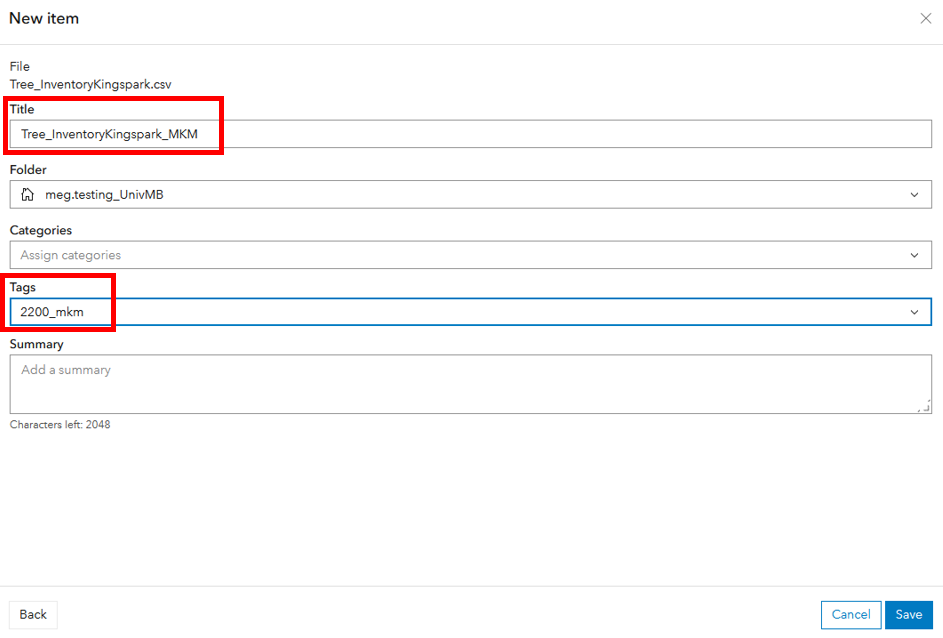 New item
File
Tree_InventoryKingspark.csv
Title
Tree_InventoryKingspark_MKM
Folder
meg.testing_UnivMB
Categories
Assign categories
Tags
2200_mkm
Summary
Add a summary
Characters left: 2048
Back Cancel Save